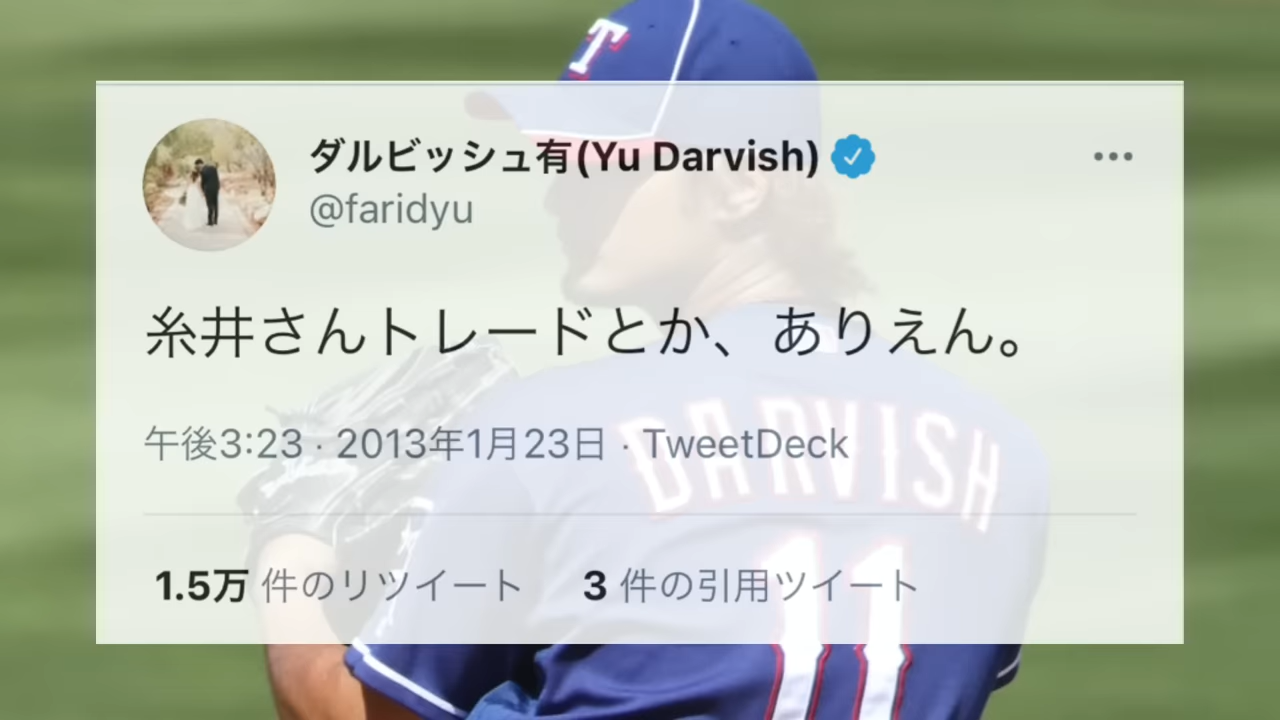 T
ダルビッシュ有(Yu Darvish)
@faridyu
糸井さんトレードとか、ありえん。
午後3:23 · 2013年1月23日 · TweetDeck
DARVISH
11
1.5万 件のリツイート 3 件の引用ツイート